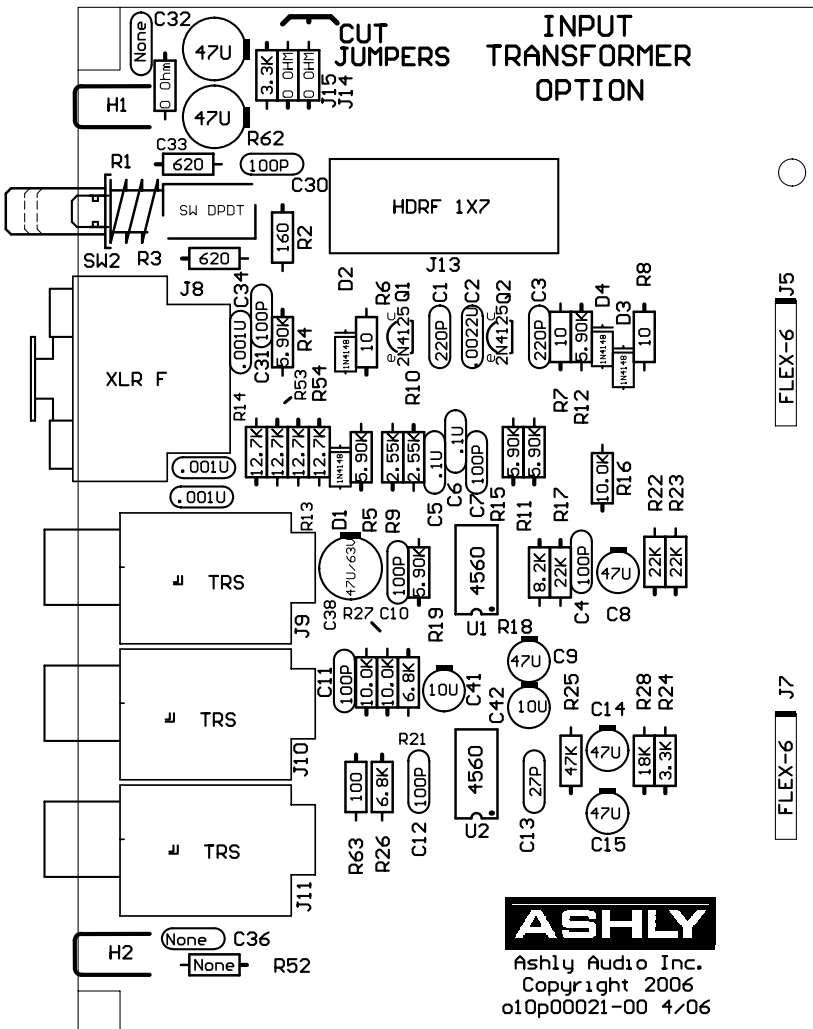 None
C32
47U
CUT
JUMPERS
INPUT
TRANSFORMER
OPTION
0 Ohm
3.3K
0 OHM
0 OHM
J15
J14
H1
47U
R62
C33
620
100P
R1
C30
HDRF 1X7
J13
SW DPDT
160
R2
SW2
R3
620
J8
C34
.001U
100P
C31
5.90K
R4
D2
1N4148
10
R6
Q1
2N4125
e
c
C1
220P
.0022U
C2
Q2
2N4125
e
c
C3
220P
10
5.90K
D4
1N4148
D3
1N4148
R8
10
J5
FLEX-6
XLR F
R14
R53
R54
R10
R7
R12
12.7K
12.7K
12.7K
12.7K
1N4148
5.90K
2.55K
2.55K
.1U
.1U
100P
5.90K
5.90K
10.0K
R16
.001U
.001U
C5
C6
C7
R15
R11
R17
R22
R23
R13
D1
R5
R9
47U/63V
C38
100P
5.90K
4560
U1
8.2K
22K
100P
C4
47U
C8
22K
22K
TRS
J9
R27
C10
R19
R18
C11
100P
10.0K
10.0K
6.8K
10U
C41
47U
C9
C42
10U
R25
C14
R28
R24
J7
FLEX-6
TRS
J10
R21
100
6.8K
100P
4560
27P
47K
47U
18K
3.3K
R63
R26
C12
U2
C13
47U
C15
TRS
J11
H2
None
C36
None
R52
ASHLY
Ashly Audio Inc.
Copyright 2006
o10p00021-00 4/06